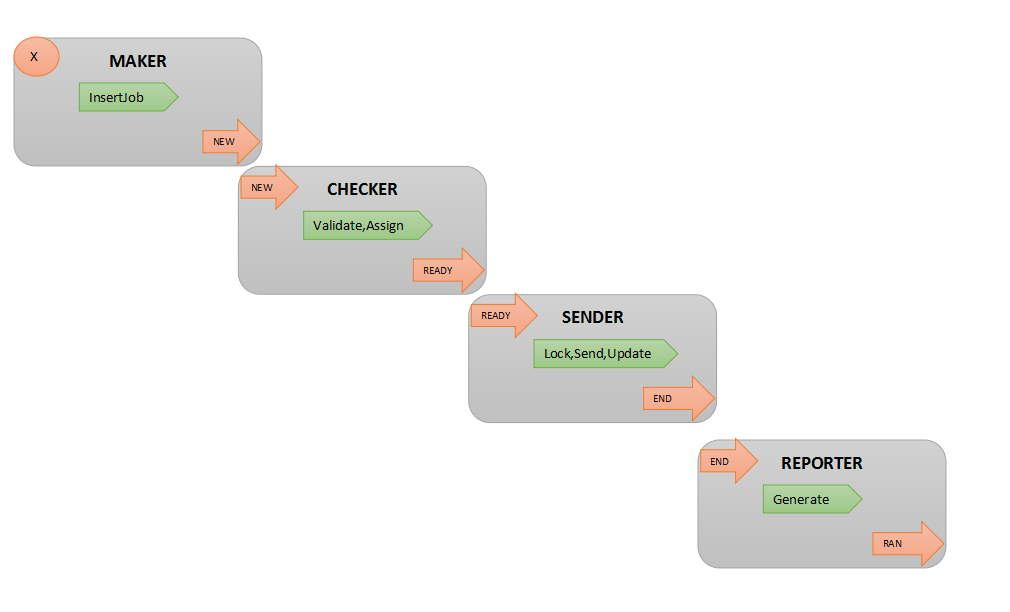 X
MAKER
InsertJob
NEW
NEW
CHECKER
Validate,Assign
READY
READY
SENDER
Lock,Send,Update
END
END
REPORTER
Generate
RAN